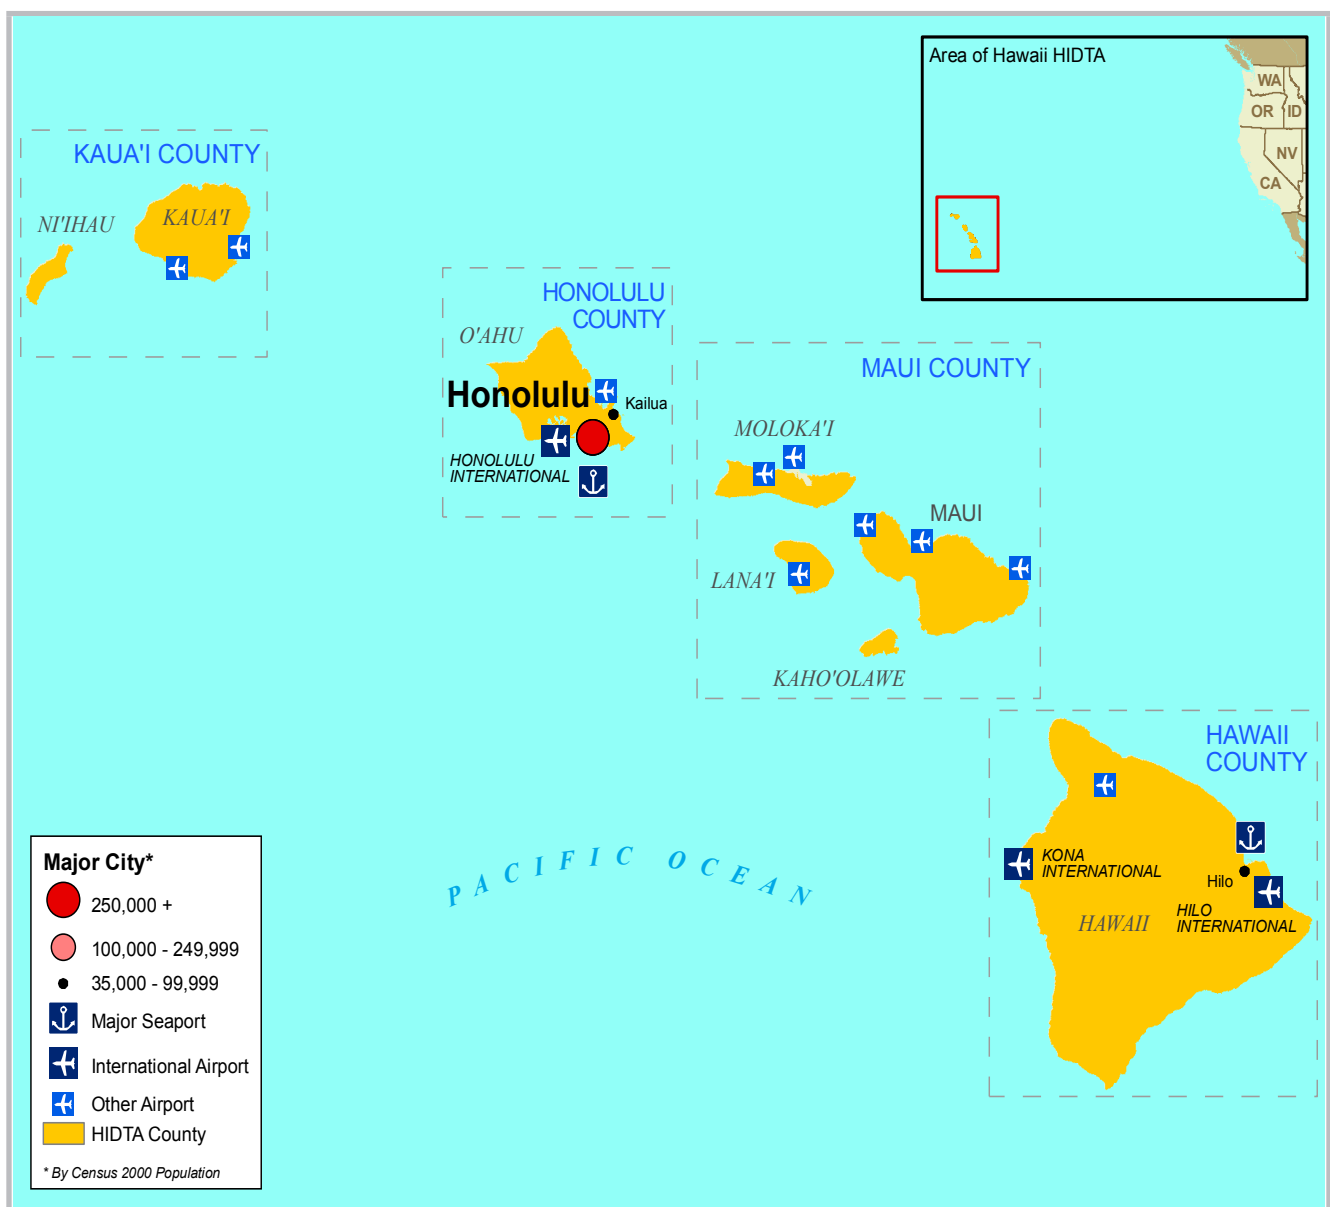 Area of Hawaii HIDTA
WA
OR
ID
NV
CA
KAUA'I COUNTY
NI'IHAU
KAUA'I
HONOLULU
COUNTY
O'AHU
Honolulu
Kailua
HONOLULU
INTERNATIONAL
MAUI COUNTY
MOLOKA'I
MAUI
LANA'I
KAHO'OLAWE
HAWAII
COUNTY
KONA
INTERNATIONAL
Hilo
HILO
INTERNATIONAL
HAWAII
PACIFIC OCEAN
Major City*
250,000 +
100,000 - 249,999
35,000 - 99,999
Major Seaport
International Airport
Other Airport
HIDTA County
* By Census 2000 Population